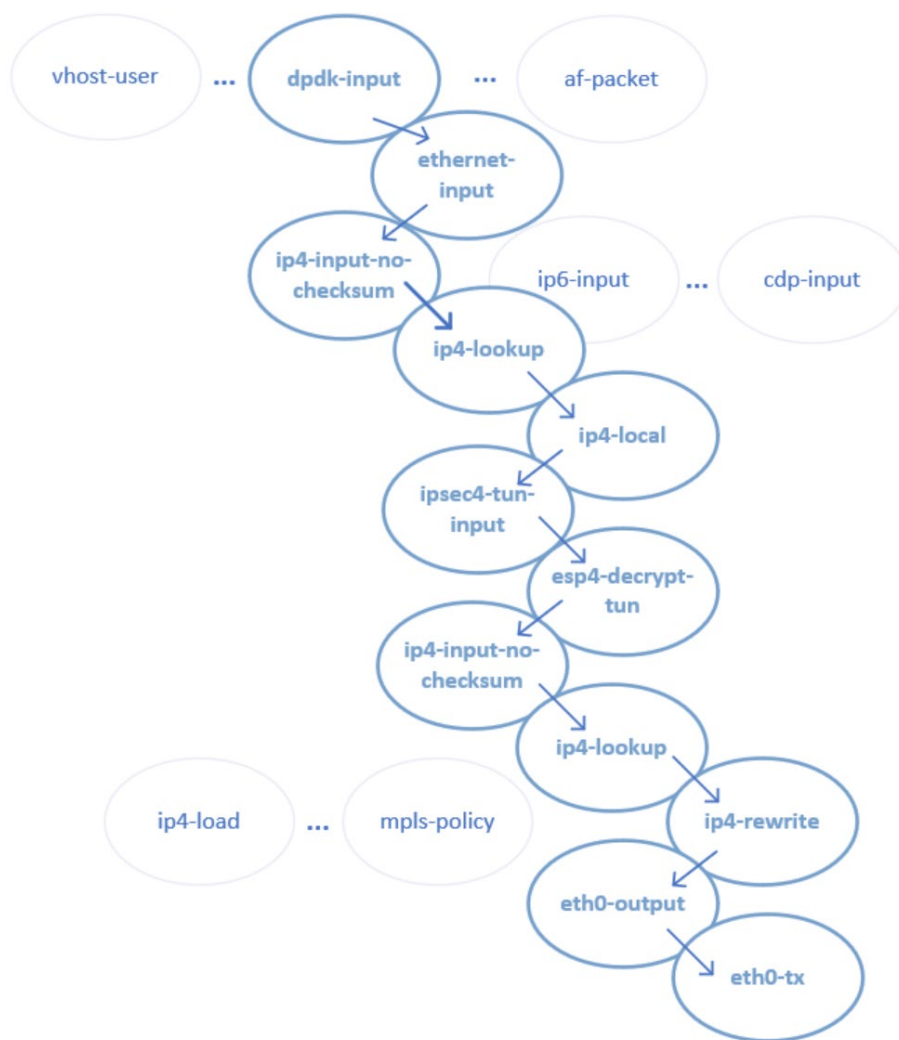 vhost-user ... dpdk-input ... af-packet
ethernet-
input
ip4-input-no-
checksum
ip6-input ... cdp-input
ip4-lookup
ip4-local
ipsec4-tun-
input
esp4-decrypt-
tun
ip4-input-no-
checksum
ip4-lookup
ip4-load ... mpls-policy
ip4-rewrite
eth0-output
eth0-tx